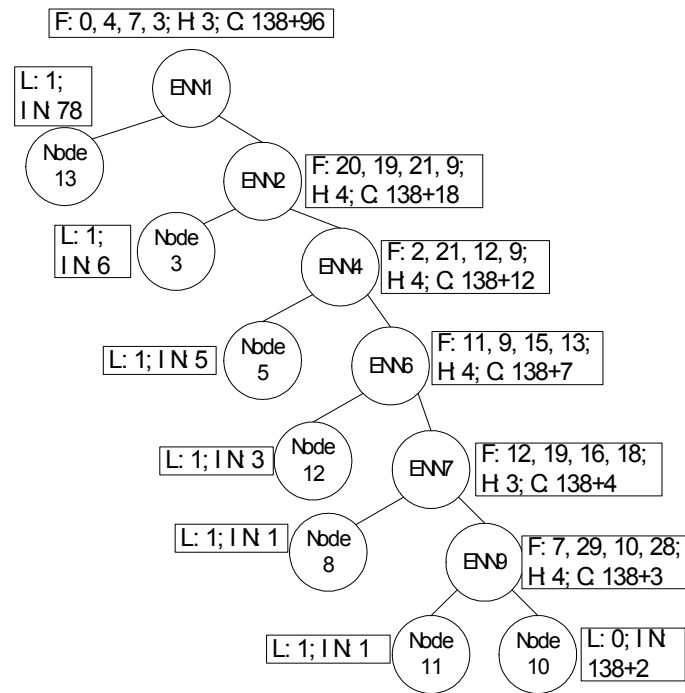 F: 0, 4, 7, 3; H: 3; C: 138+96
L: 1;
IN: 78
ENN1
Node
13
ENN2
F: 20, 19, 21, 9;
H: 4; C: 138+18
L: 1;
IN: 6
Node
3
ENN4
F: 2, 21, 12, 9;
H: 4; C: 138+12
L: 1; IN: 5
Node
5
ENN6
F: 11, 9, 15, 13;
H: 4; C: 138+7
L: 1; IN: 3
Node
12
ENN7
F: 12, 19, 16, 18;
H: 3; C: 138+4
L: 1; IN: 1
Node
8
ENN9
F: 7, 29, 10, 28;
H: 4; C: 138+3
L: 1; IN: 1
Node
11
Node
10
L: 0; IN:
138+2